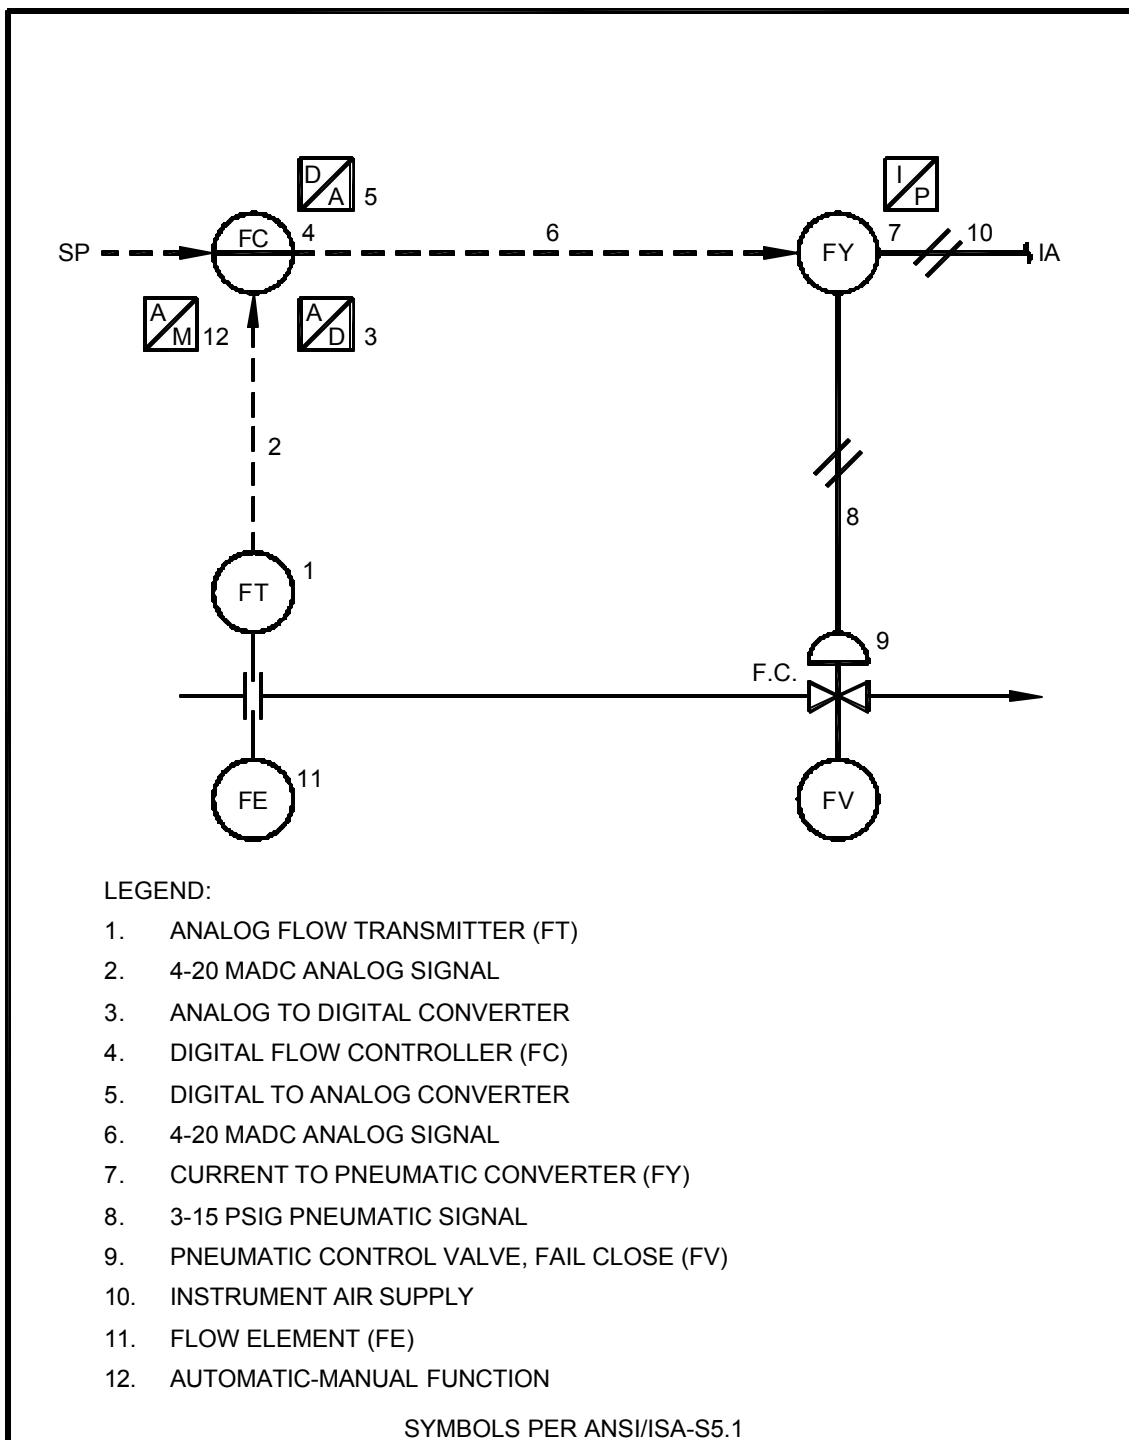 D
A
5
I
P
SP
FC
4
6
FY
7
10
IA
A
M
12
A
D
3
2
8
FT
1
9
F.C.
FE
11
FV
LEGEND:
1. ANALOG FLOW TRANSMITTER (FT)
2. 4-20 MADC ANALOG SIGNAL
3. ANALOG TO DIGITAL CONVERTER
4. DIGITAL FLOW CONTROLLER (FC)
5. DIGITAL TO ANALOG CONVERTER
6. 4-20 MADC ANALOG SIGNAL
7. CURRENT TO PNEUMATIC CONVERTER (FY)
8. 3-15 PSIG PNEUMATIC SIGNAL
9. PNEUMATIC CONTROL VALVE, FAIL CLOSE (FV)
10. INSTRUMENT AIR SUPPLY
11. FLOW ELEMENT (FE)
12. AUTOMATIC-MANUAL FUNCTION
SYMBOLS PER ANSI/ISA-S5.1